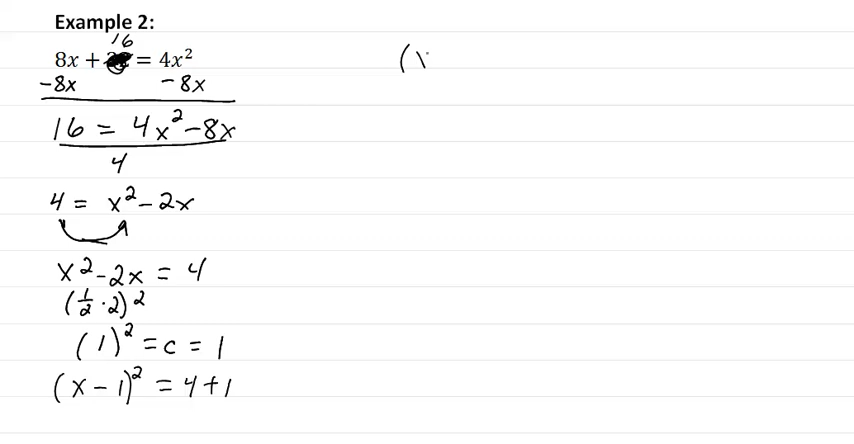 Example 2:
16
8x + = 4x²
-8x -8x
16 = 4x² - 8x
4
4 = x² - 2x
x² - 2x = 4
(1/2 · 2)²
(1)² = c = 1
(x - 1)² = 4 + 1
(